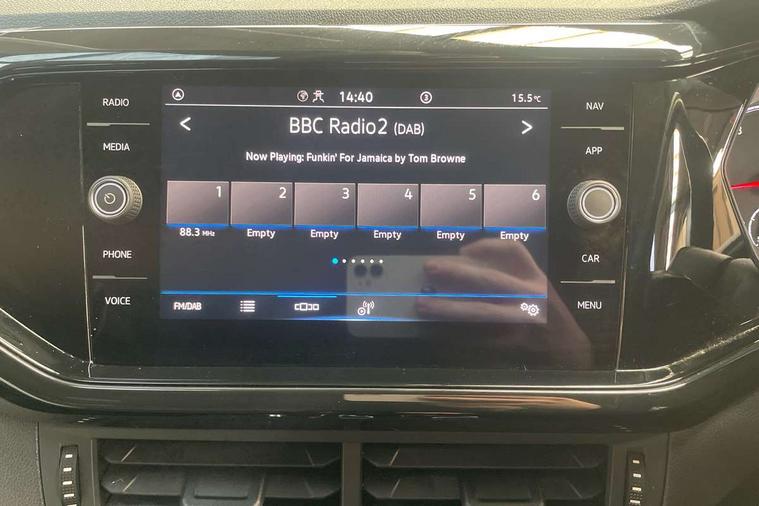 RADIO
MEDIA
PHONE
VOICE
14:40
3
15.5°C
< BBC Radio2 (DAB) >
Now Playing: Funkin' For Jamaica by Tom Browne
1 2 3 4 5 6
88.3 MHz Empty Empty Empty Empty Empty
FM/DAB
NAV
APP
CAR
MENU